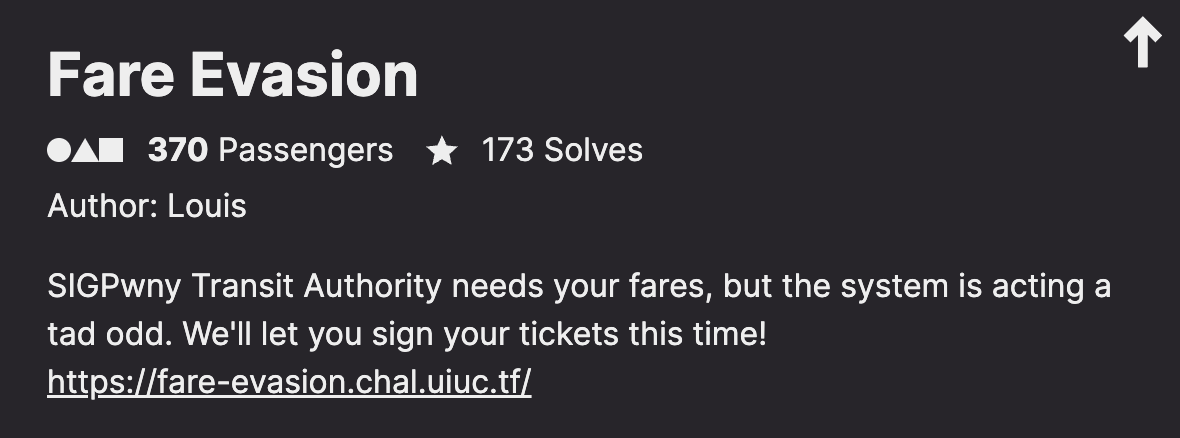 Fare Evasion
370 Passengers 173 Solves
Author: Louis
SIGPwny Transit Authority needs your fares, but the system is acting a
tad odd. We'll let you sign your tickets this time!
https://fare-evasion.chal.uiuc.tf/